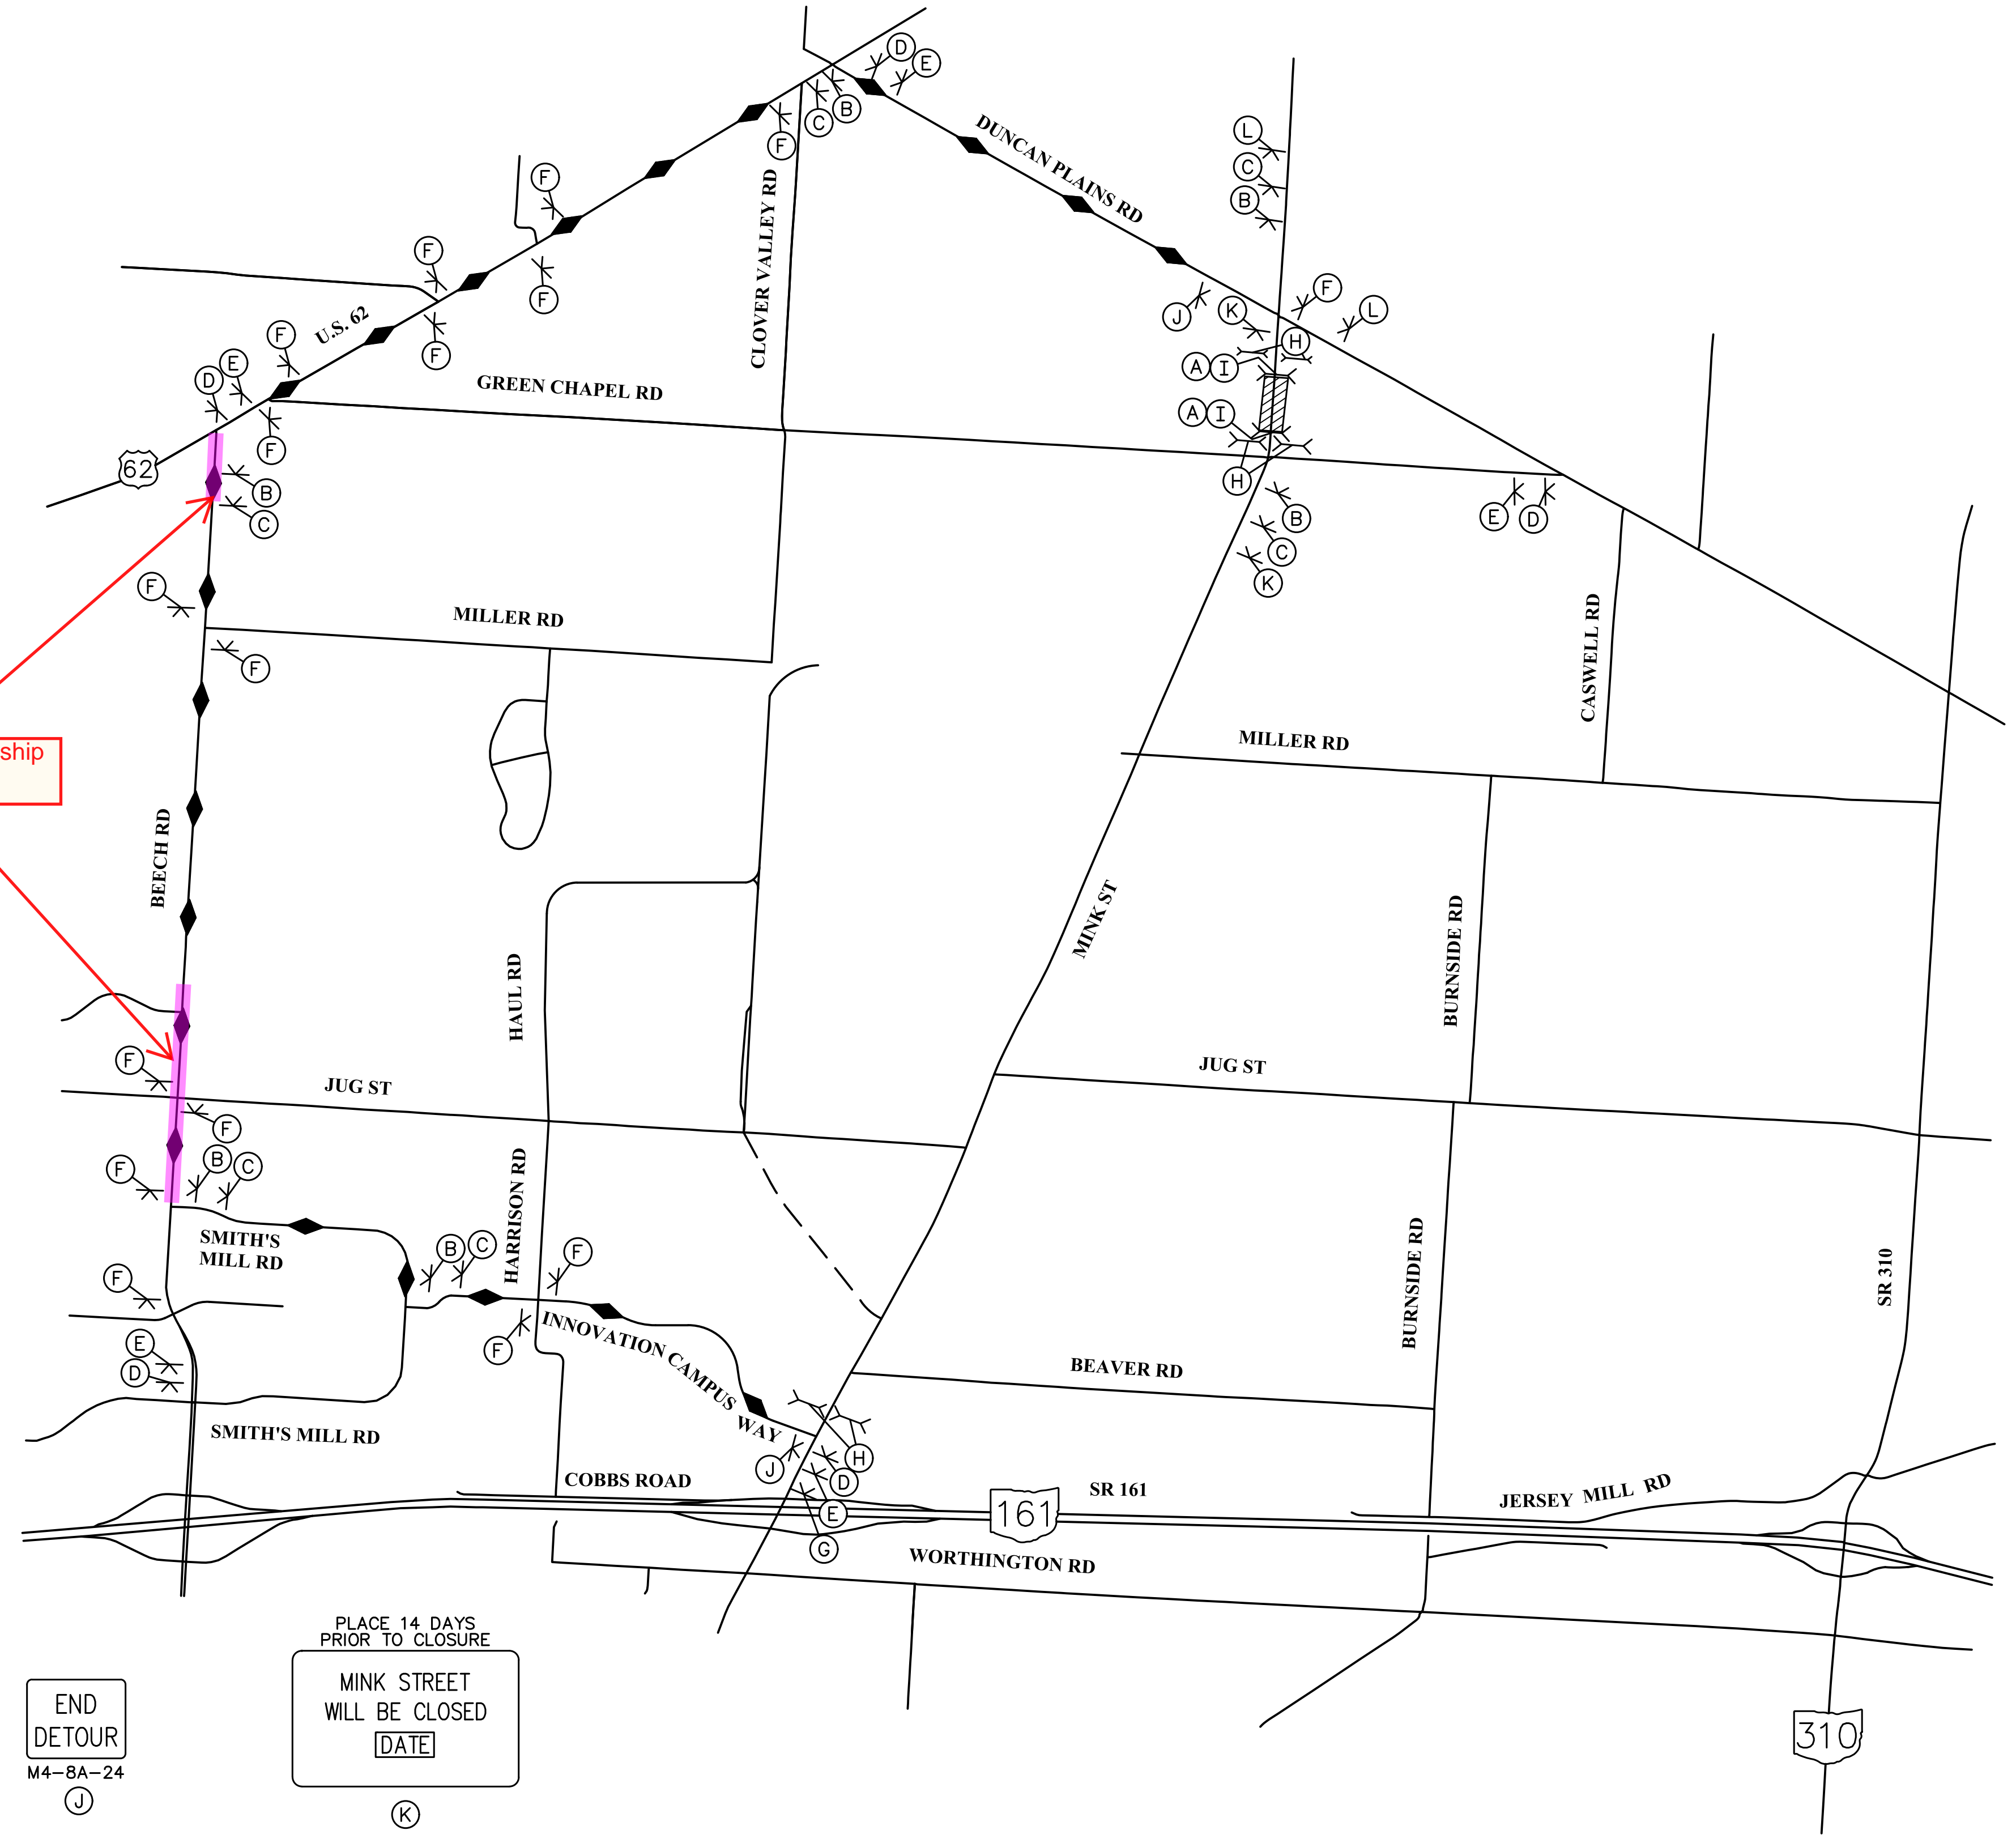 D
E
B
C
F
L
C
B
DUNCAN PLAINS RD
CLOVER VALLEY RD
F
F
F
F
F
U.S. 62
F
E
D
GREEN CHAPEL RD
F
62
B
C
J
K
F
L
H
A I
A I
H
B
C
K
E
D
F
MILLER RD
F
CASWELL RD
MILLER RD
ship
BEECH RD
HAUL RD
MINK ST
BURNSIDE RD
F
JUG ST
JUG ST
F
F
B
C
SMITH'S
MILL RD
B
C
HARRISON RD
F
F
F
INNOVATION CAMPUS
WAY
BURNSIDE RD
SR 310
E
D
BEAVER RD
SMITH'S MILL RD
J
H
D
E
G
COBBS ROAD
161
SR 161
JERSEY MILL RD
WORTHINGTON RD
310
END
DETOUR
M4-8A-24
J
PLACE 14 DAYS
PRIOR TO CLOSURE
MINK STREET
WILL BE CLOSED
DATE
K